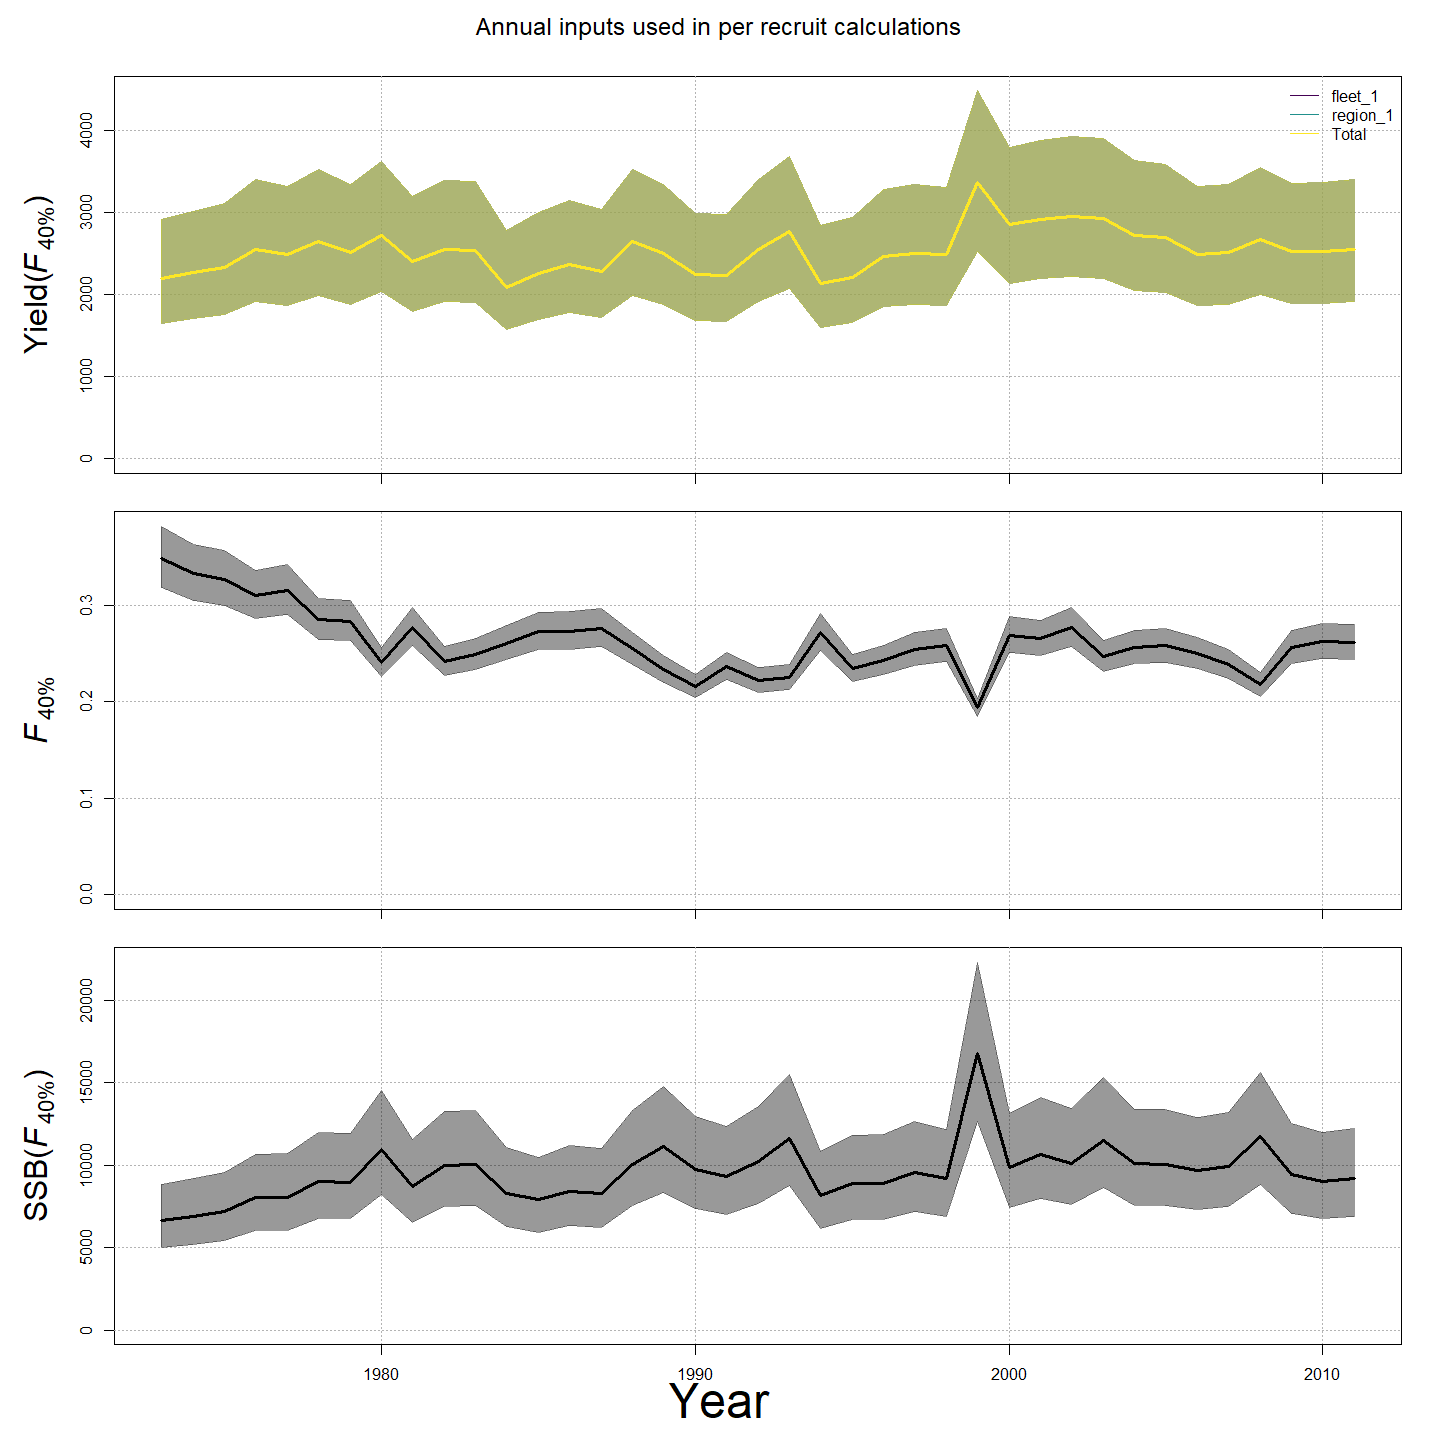 Annual inputs used in per recruit calculations
Yield(F40%)
4000
3000
2000
1000
0
fleet_1
region_1
Total
F40%
0.3
0.2
0.1
0.0
SSB(F40%)
20000
15000
10000
5000
0
1980 1990 2000 2010
Year